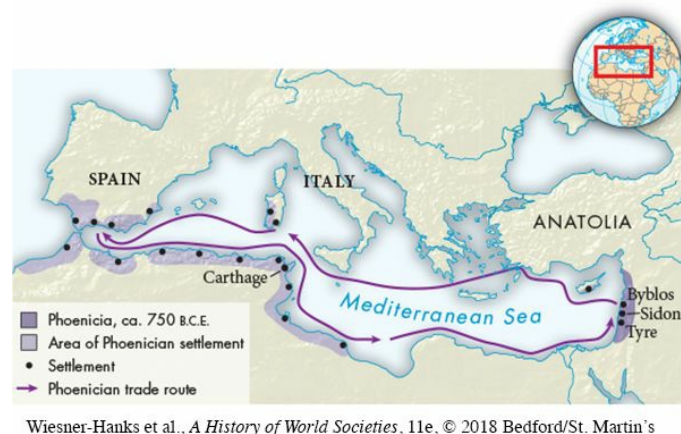 SPAIN
ITALY
ANATOLIA
Carthage
Mediterranean Sea
Byblos
Sidon
Tyre
Phoenicia, ca. 750 B.C.E.
Area of Phoenician settlement
Settlement
Phoenician trade route
Wiesner-Hanks et al., A History of World Societies, 11e, © 2018 Bedford/St. Martin's